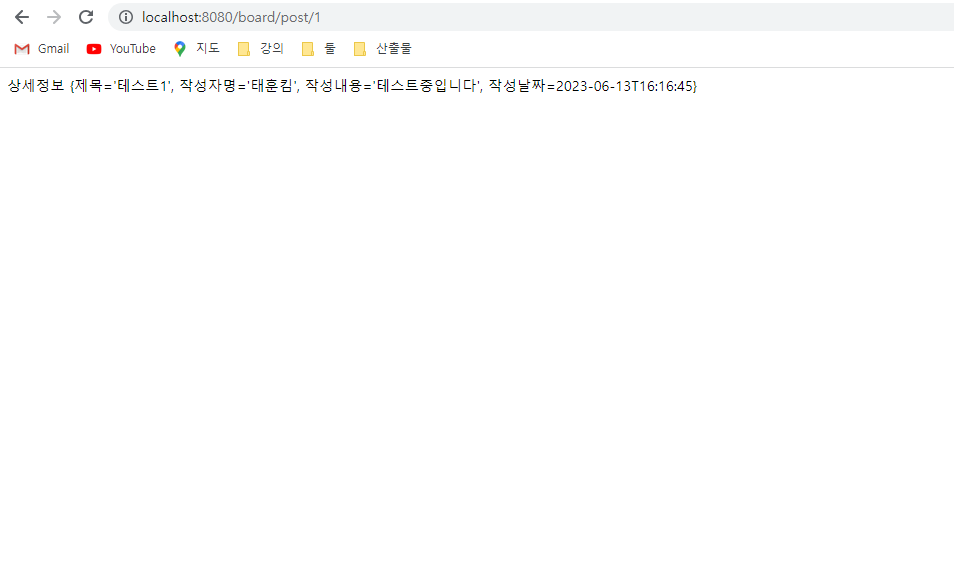 localhost:8080/board/post/1
Gmail YouTube 지도 강의 둘 산출물
상세정보 {제목='테스트1', 작성자명='태훈킴', 작성내용='테스트중입니다', 작성날짜=2023-06-13T16:16:45}